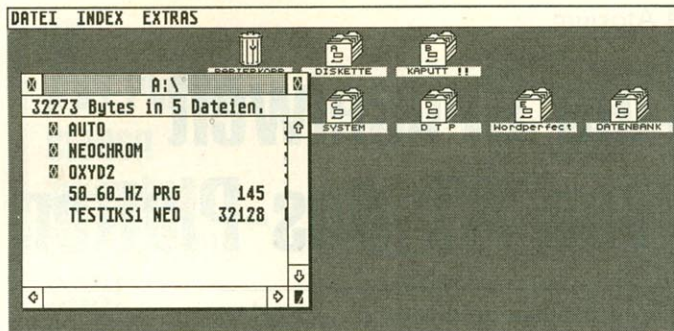 DATEI INDEX EXTRAS
PAPIERKORB
A
DISKETTE
B
KAPUTT !!
A:\
32273 Bytes in 5 Dateien.
AUTO
NEOCHROM
OXYD2
50_60_HZ PRG 145
TESTIKS1 NEO 32128
C
SYSTEM
D
D T P
E
Wordperfect
F
DATENBANK